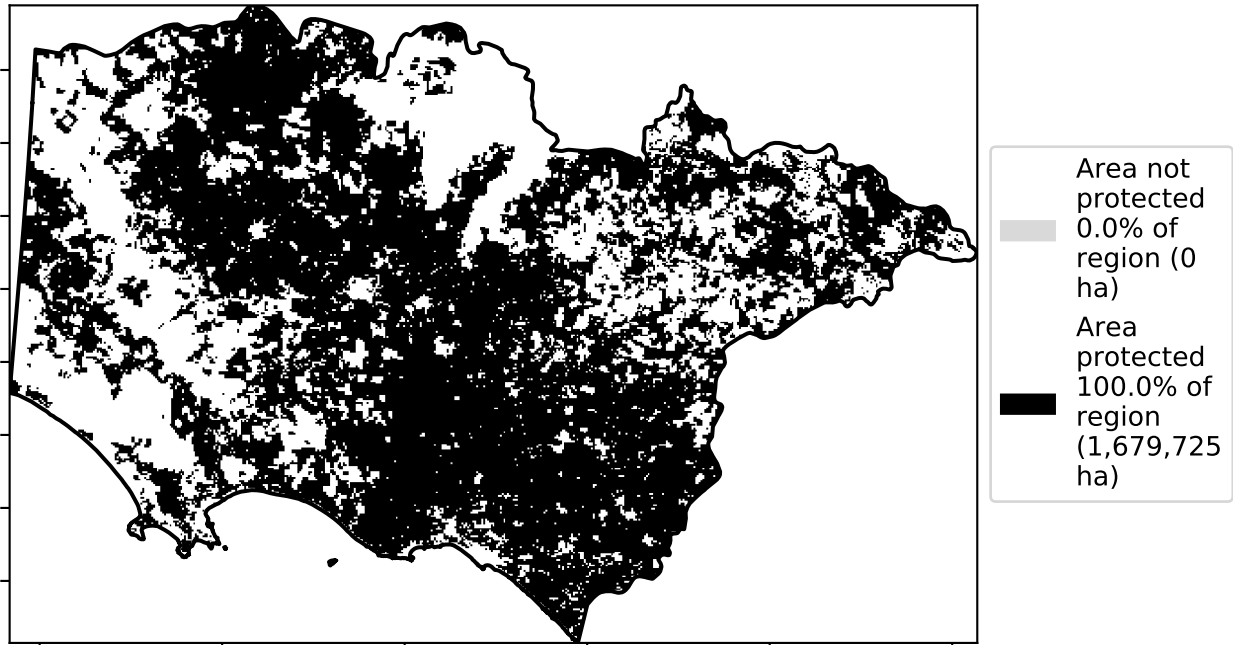 Area not
protected
0.0% of
region (0
ha)
Area
protected
100.0% of
region
(1,679,725
ha)